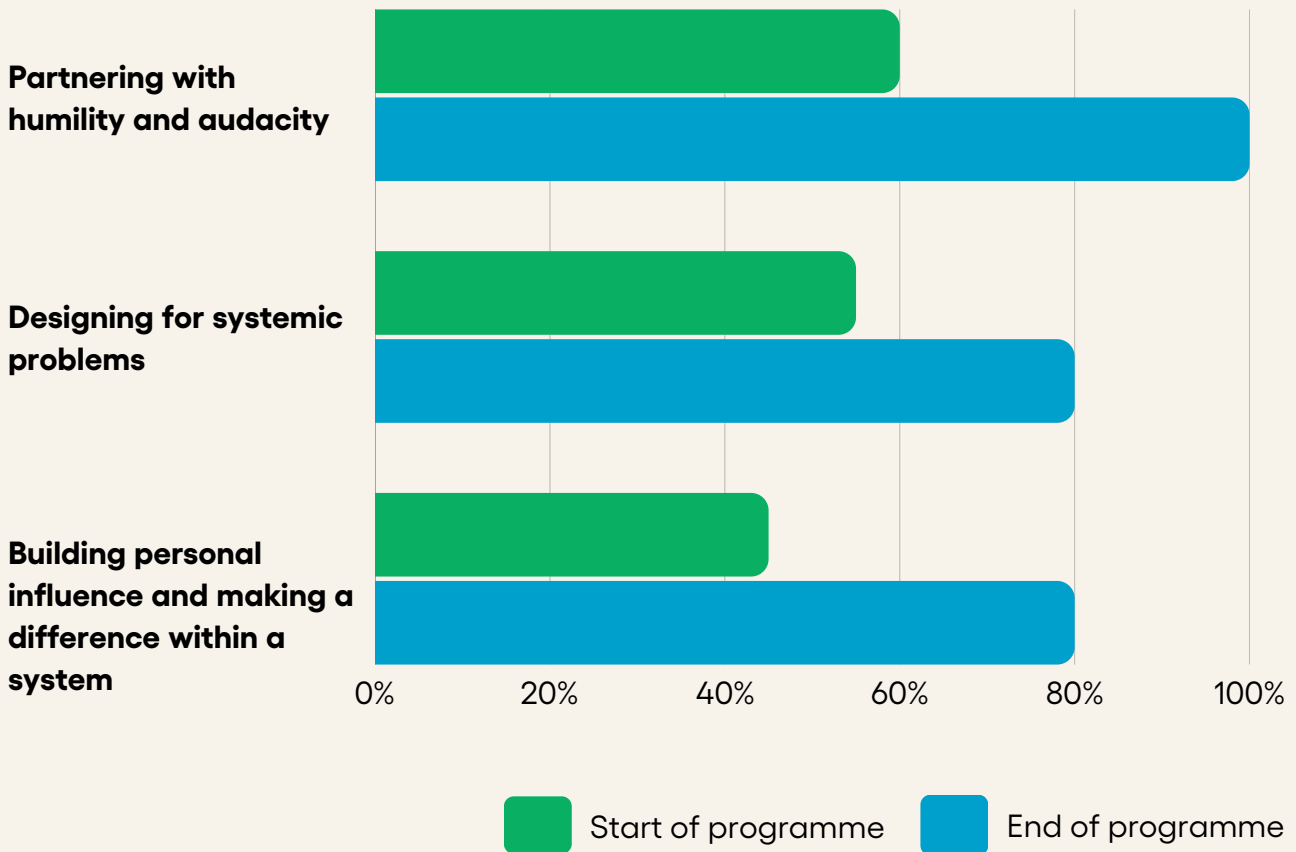 Partnering with
humility and audacity
Designing for systemic
problems
Building personal
influence and making a
difference within a
system
0%
20%
40%
60%
80%
100%
Start of programme
End of programme